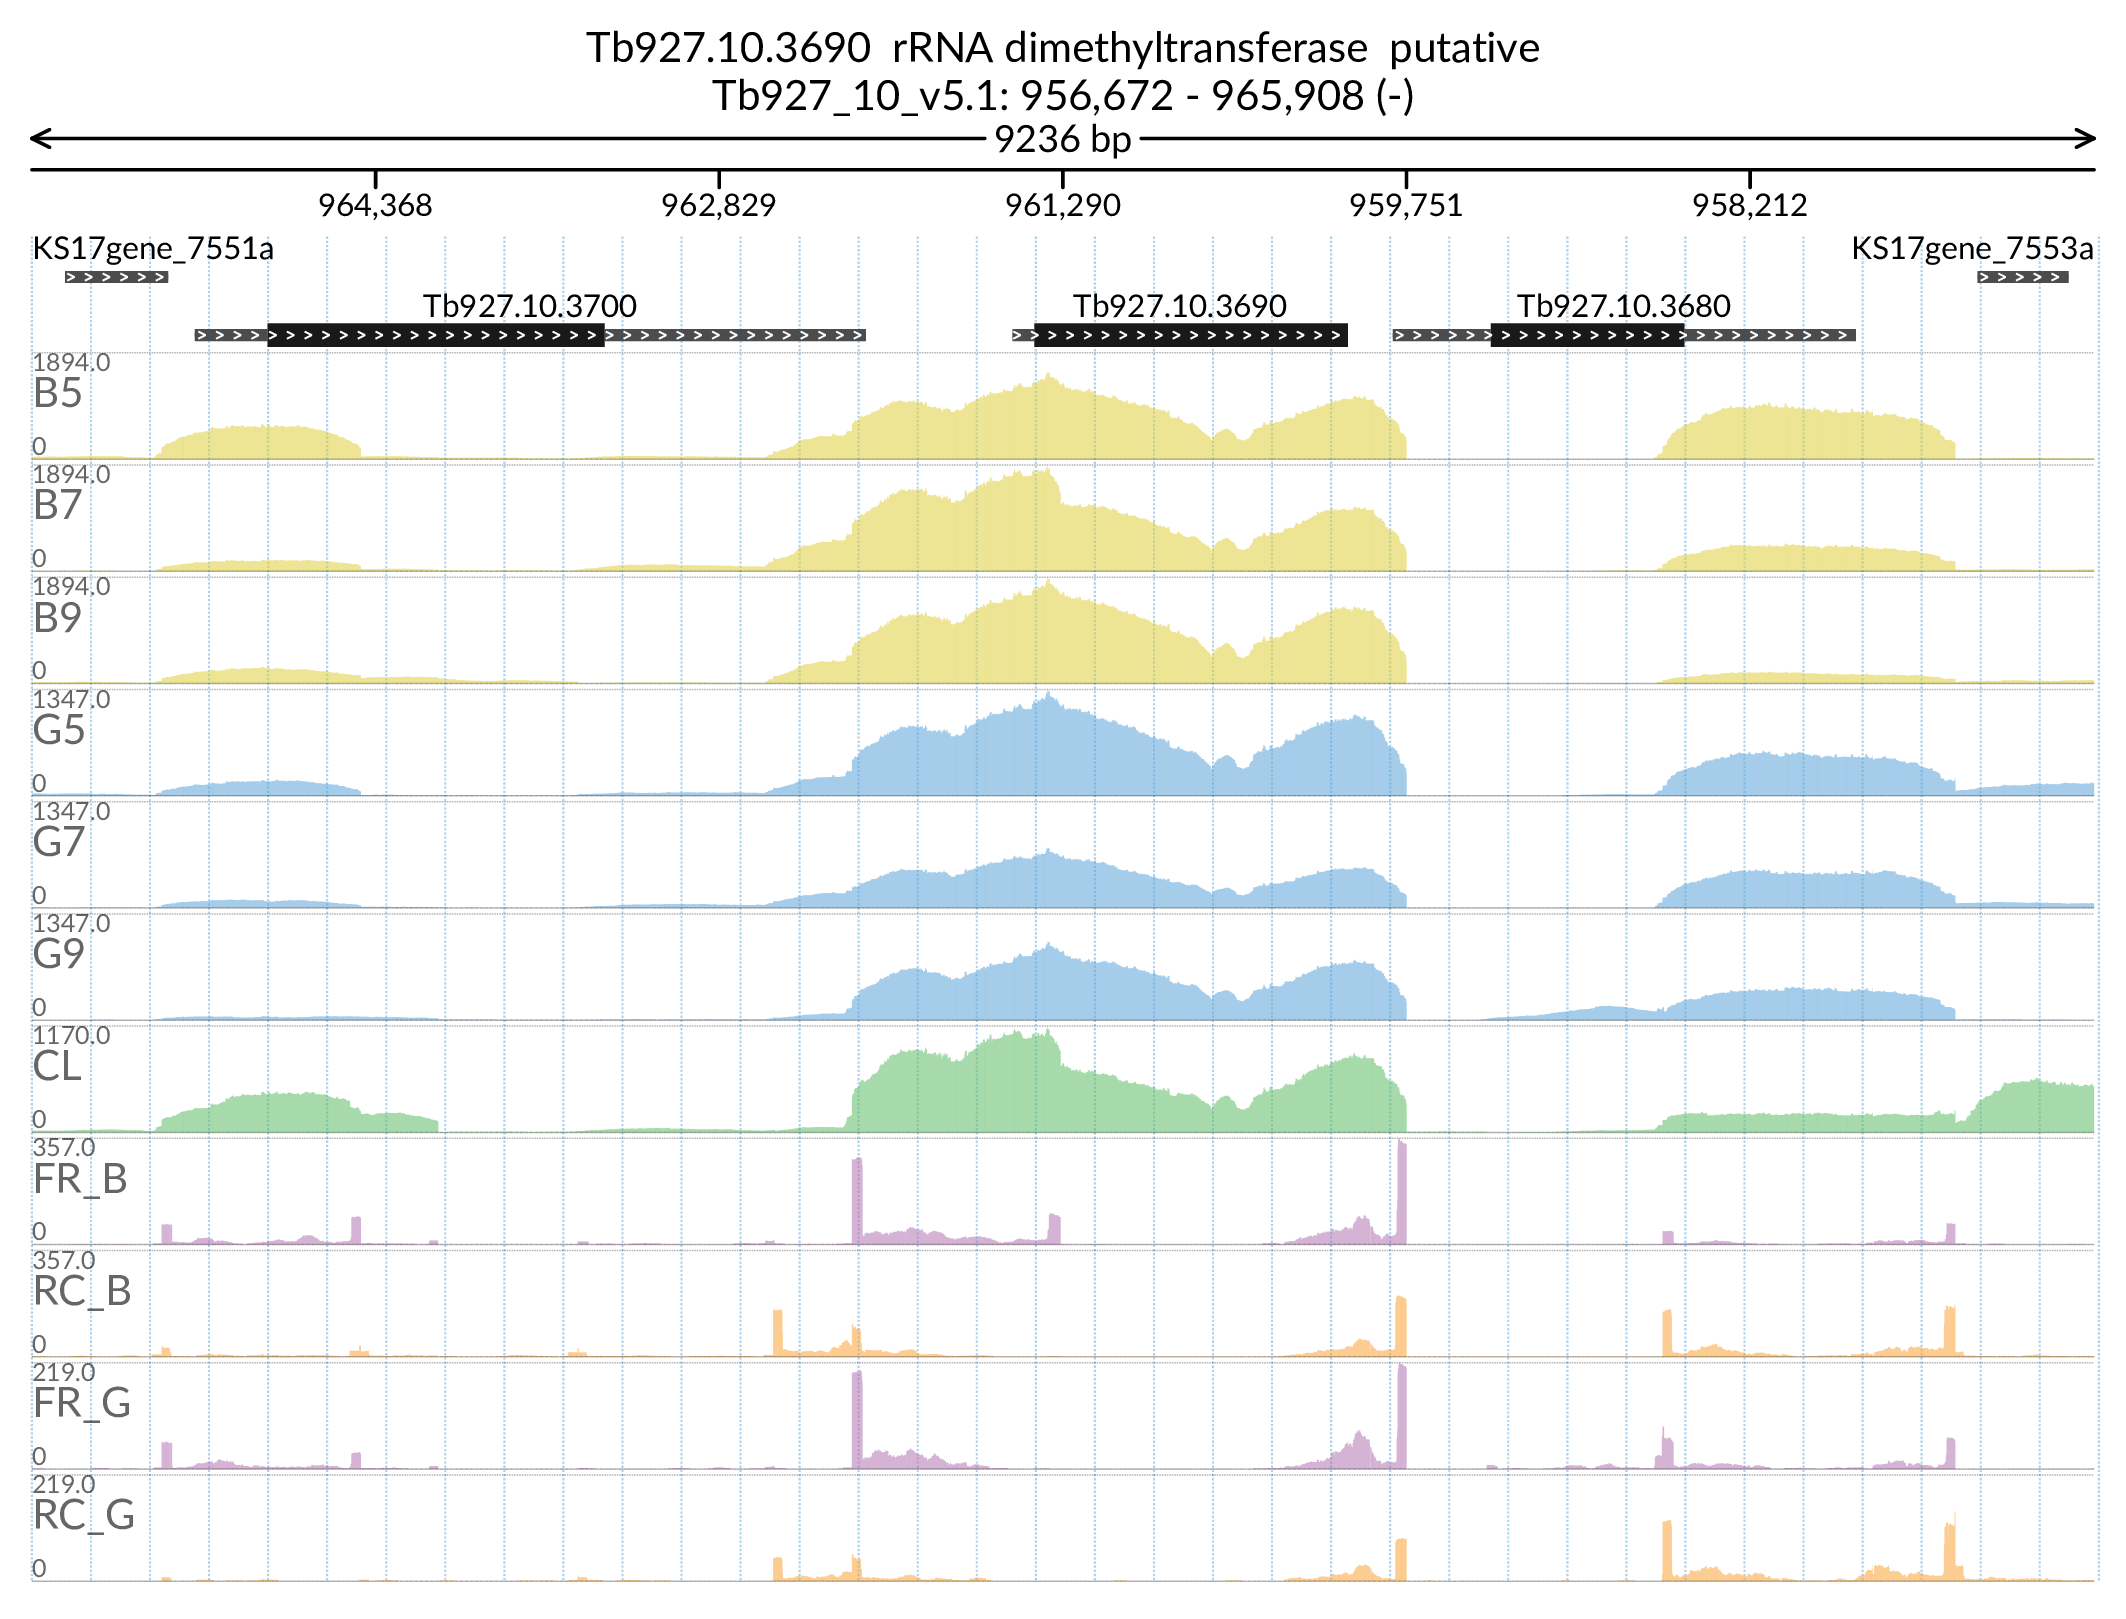 Tb927.10.3690  rRNA dimethyltransferase  putative
Tb927_10_v5.1: 956,672 - 965,908 (-)
9236 bp
964,368 962,829 961,290 959,751 958,212
KS17gene_7551a KS17gene_7553a
Tb927.10.3700 Tb927.10.3690 Tb927.10.3680
1894.0
B5
0
1894.0
B7
0
1894.0
B9
0
1347.0
G5
0
1347.0
G7
0
1347.0
G9
0
1170.0
CL
0
357.0
FR_B
0
357.0
RC_B
0
219.0
FR_G
0
219.0
RC_G
0